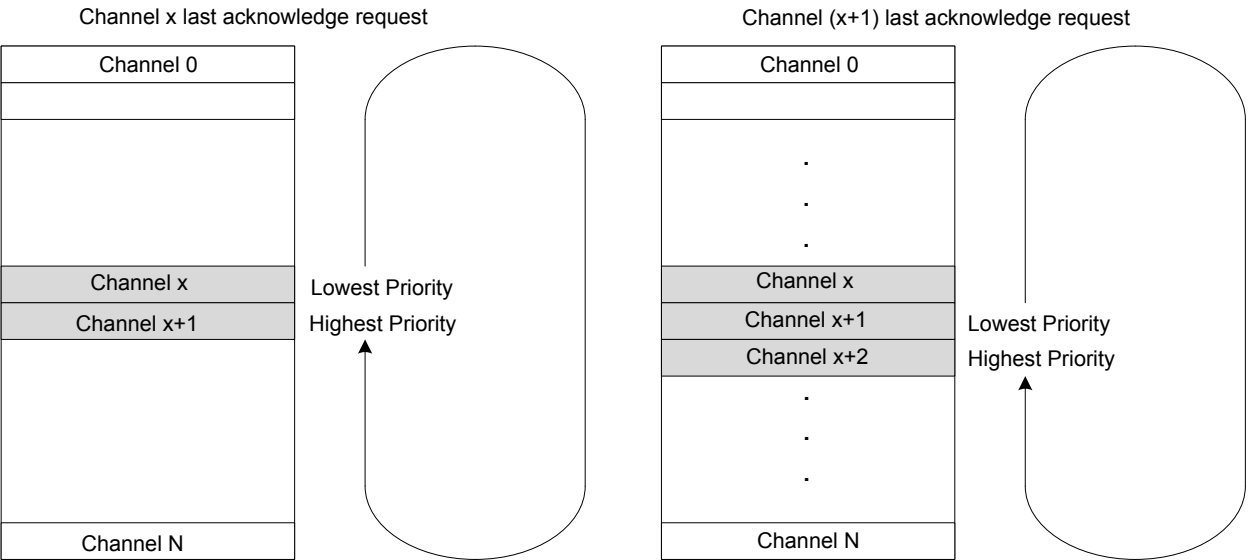 Channel x last acknowledge request
Channel 0
Channel x
Lowest Priority
Channel x+1
Highest Priority
Channel N
Channel (x+1) last acknowledge request
Channel 0
.
.
.
Channel x
Channel x+1
Lowest Priority
Channel x+2
Highest Priority
.
.
.
Channel N